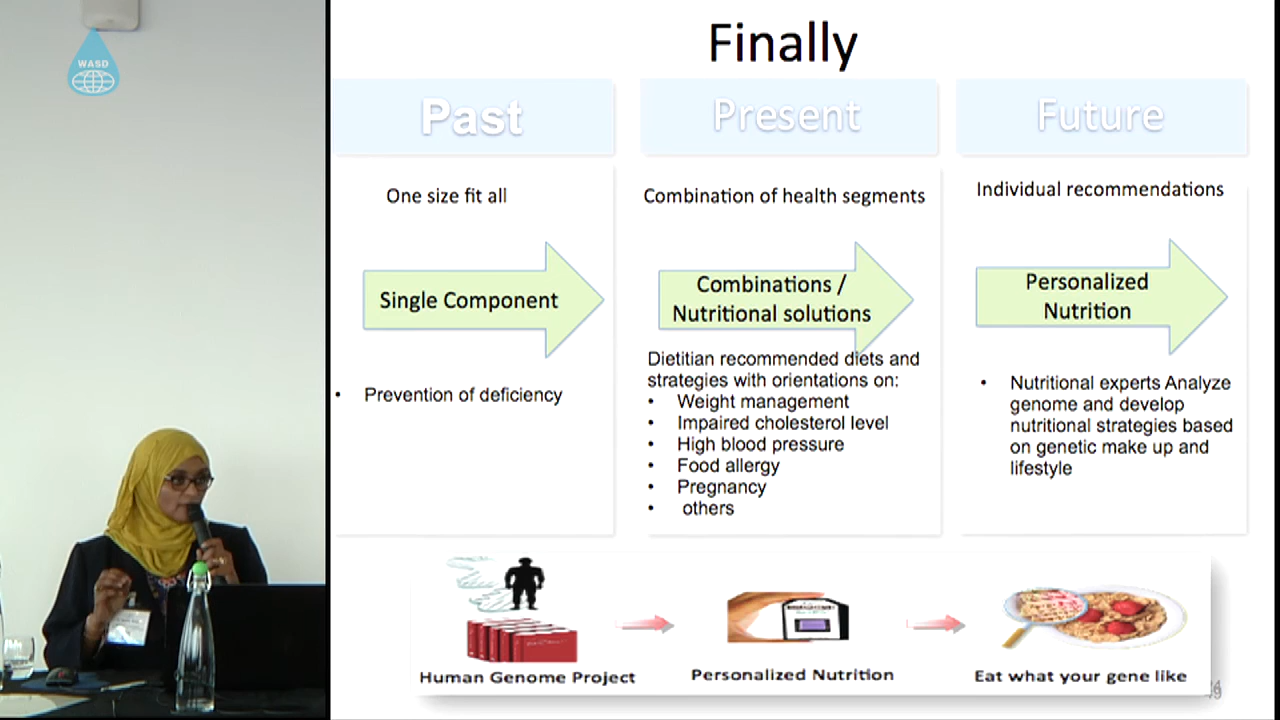 WASD
Finally
Past
Present
Future
One size fit all
Combination of health segments
Individual recommendations
Single Component
Combinations /
Nutritional solutions
Personalized
Nutrition
• Prevention of deficiency
Dietitian recommended diets and
strategies with orientations on:
• Weight management
• Impaired cholesterol level
• High blood pressure
• Food allergy
• Pregnancy
• others
• Nutritional experts Analyze
genome and develop
nutritional strategies based
on genetic make up and
lifestyle
Human Genome Project
Personalized Nutrition
Eat what your gene like